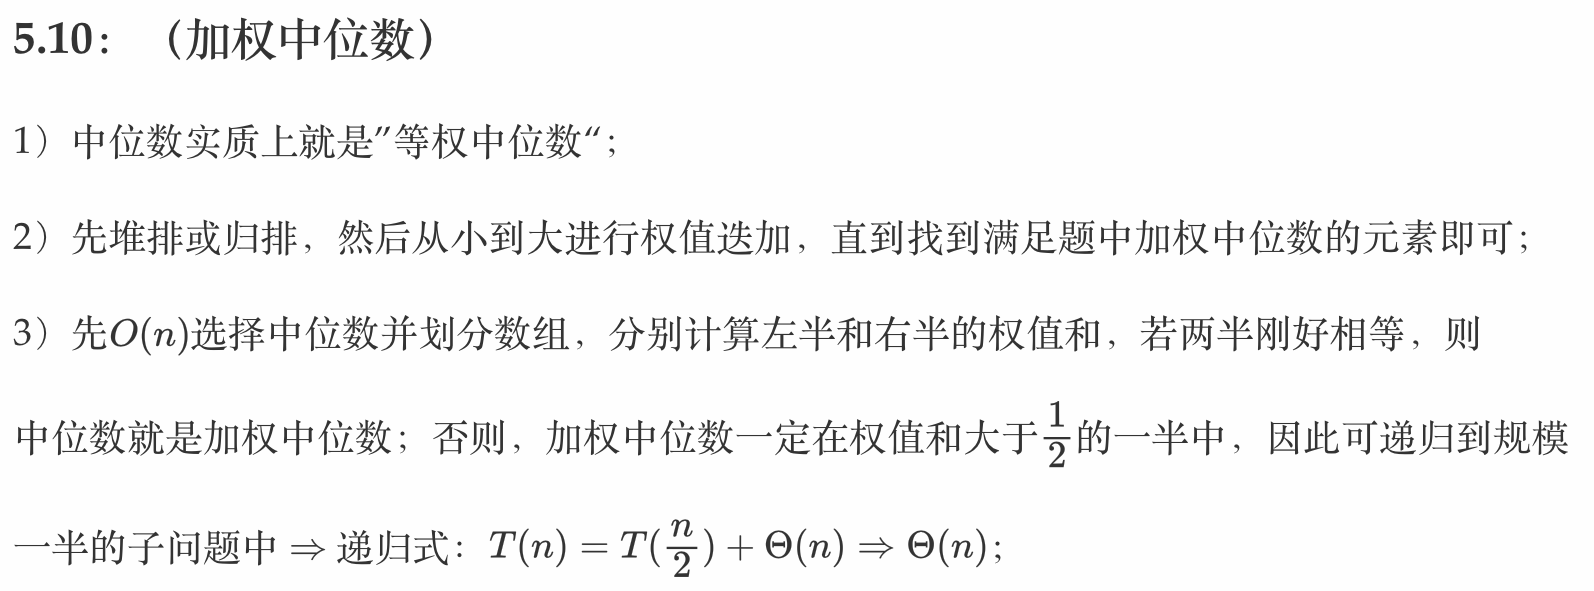 5.10：（加权中位数）
1）中位数实质上就是”等权中位数“；
2）先堆排或归排，然后从小到大进行权值迭加，直到找到满足题中加权中位数的元素即可；
3）先O(n)选择中位数并划分数组，分别计算左半和右半的权值和，若两半刚好相等，则
中位数就是加权中位数；否则，加权中位数一定在权值和大于1/2的一半中，因此可递归到规模
一半的子问题中 ⇒ 递归式：T(n) = T(n/2) + Θ(n) ⇒ Θ(n)；